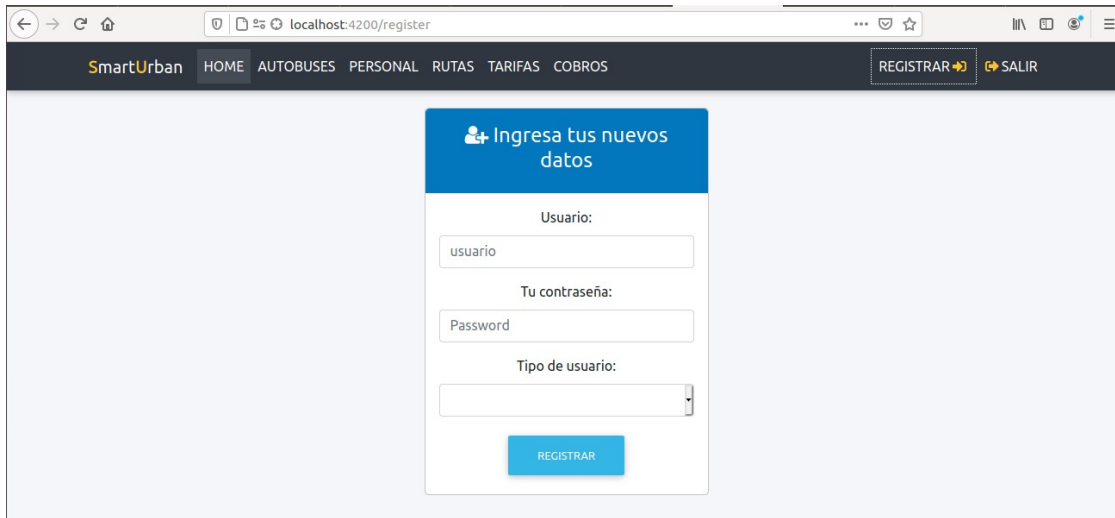 localhost:4200/register
SmartUrban HOME AUTOBUSES PERSONAL RUTAS TARIFAS COBROS REGISTRAR SALIR
Ingresa tus nuevos
datos
Usuario:
usuario
Tu contraseña:
Password
Tipo de usuario:
REGISTRAR